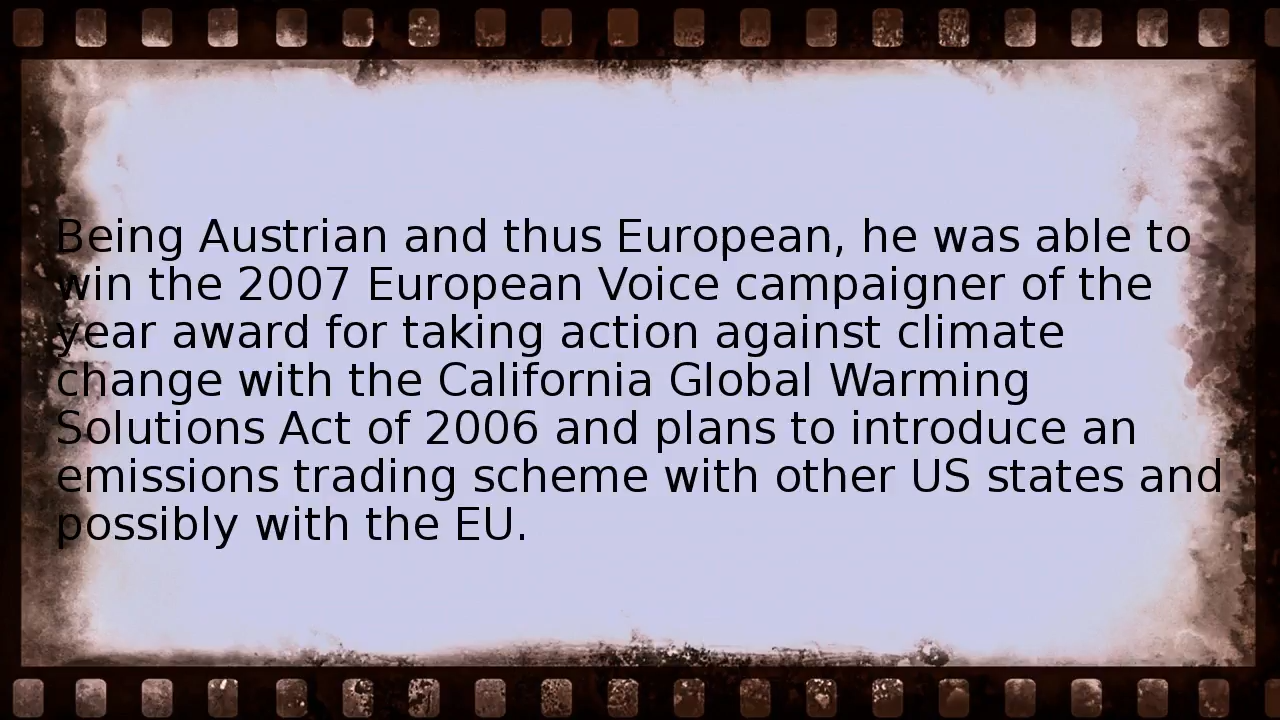 Being Austrian and thus European, he was able to
win the 2007 European Voice campaigner of the
year award for taking action against climate
change with the California Global Warming
Solutions Act of 2006 and plans to introduce an
emissions trading scheme with other US states and
possibly with the EU.